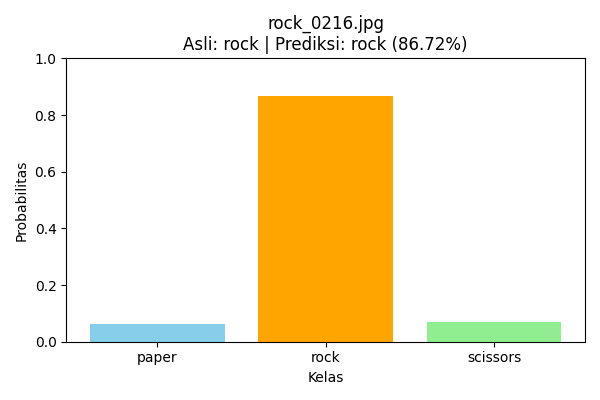 rock_0216.jpg
Asli: rock | Prediksi: rock (86.72%)
1.0
0.8
0.6
0.4
0.2
0.0
Probabilitas
paper rock scissors
Kelas